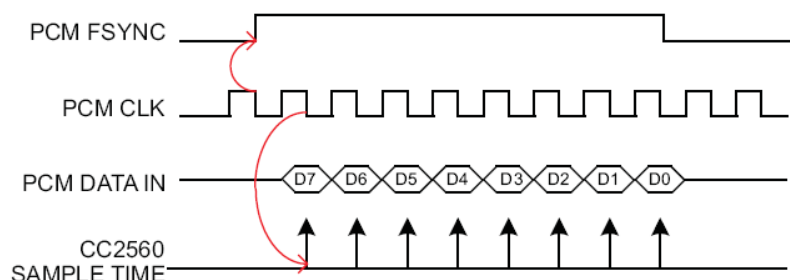 PCM FSYNC
PCM CLK
PCM DATA IN
D7 D6 D5 D4 D3 D2 D1 D0
CC2560
SAMPLE TIME